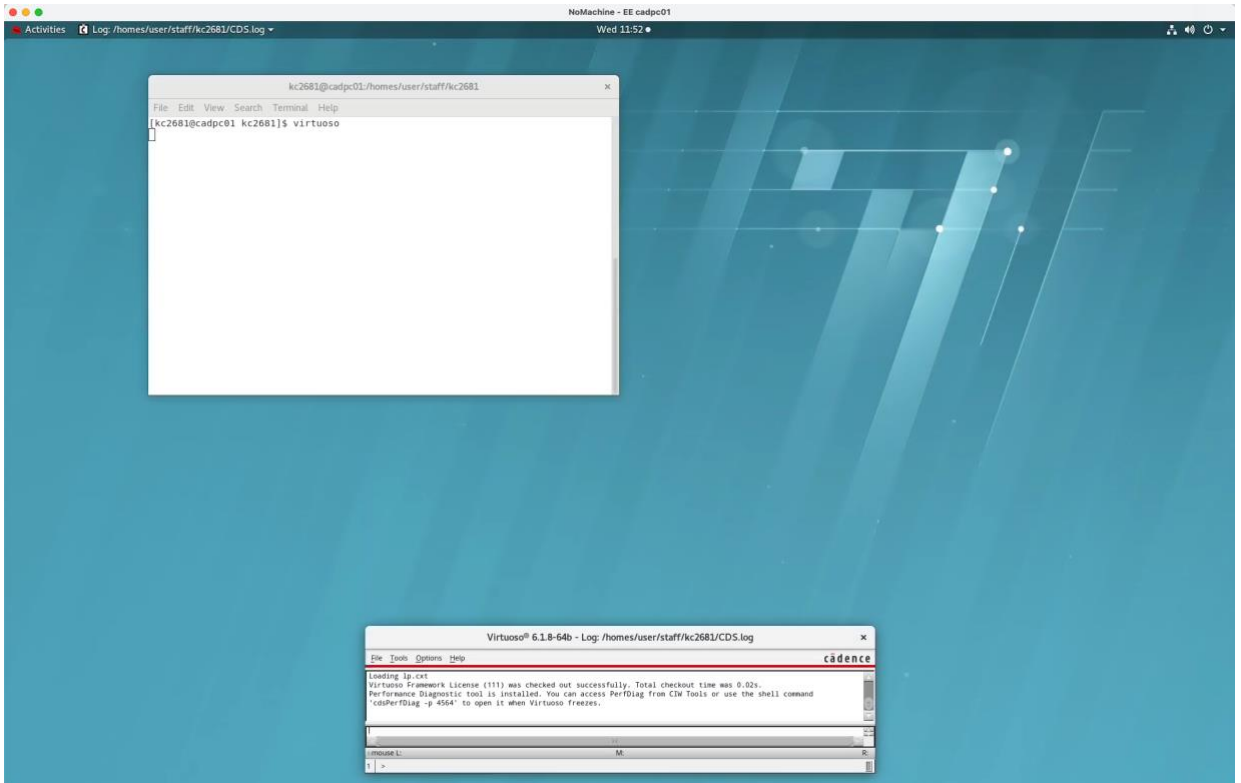 NoMachine - EE cadpc01
Activities Log: /homes/user/staff/kc2681/CDS.log
Wed 11:52
kc2681@cadpc01:/homes/user/staff/kc2681
File Edit View Search Terminal Help
[kc2681@cadpc01 kc2681]$ virtuoso
Virtuoso® 6.1.8-64b - Log: /homes/user/staff/kc2681/CDS.log
File Tools Options Help
cādence
Loading lp.cxt
Virtuoso Framework License (111) was checked out successfully. Total checkout time was 0.02s.
Performance Diagnostic tool is installed. You can access PerfDiag from CIW Tools or use the shell command
'cdsPerfDiag -p 4564' to open it when Virtuoso freezes.
mouse L: M: R:
1 >